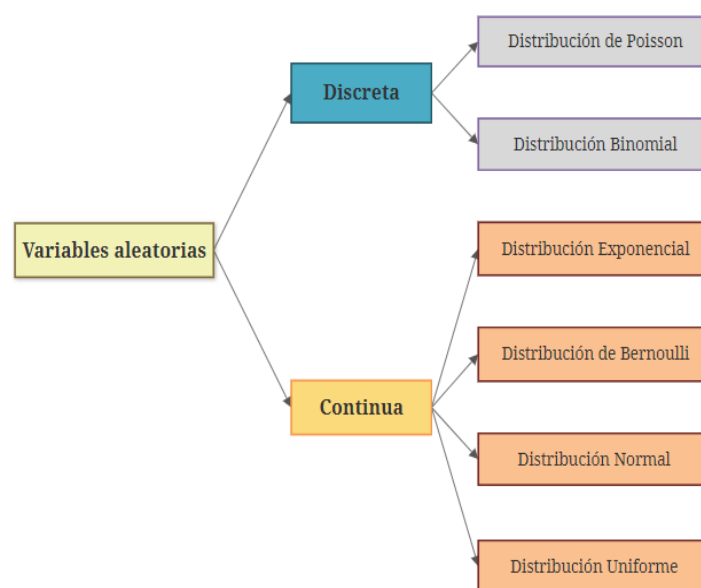 Variables aleatorias
Discreta
Distribución de Poisson
Distribución Binomial
Continua
Distribución Exponencial
Distribución de Bernoulli
Distribución Normal
Distribución Uniforme